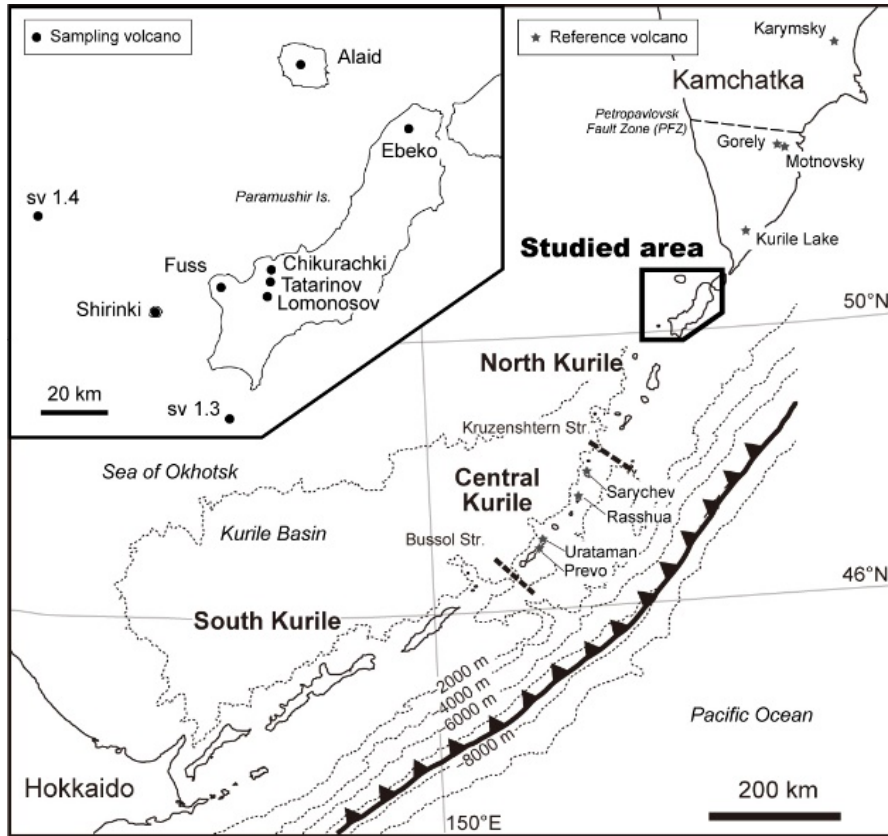 Sampling volcano
Alaid
Ebeko
Paramushir Is.
sv 1.4
Fuss
Chikurachki
Tatarinov
Lomonosov
Shirinki
20 km
sv 1.3
Reference volcano
Karymsky
Kamchatka
Petropavlovsk
Fault Zone (PFZ)
Gorely
Motnovsky
Kurile Lake
Studied area
50°N
North Kurile
Kruzenshtern Str.
Sea of Okhotsk
Central
Kurile
Sarychev
Rasshua
Kurile Basin
Bussol Str.
Urataman
Prevo
46°N
South Kurile
-2000 m
-4000 m
-6000 m
-8000 m
Pacific Ocean
Hokkaido
150°E
200 km